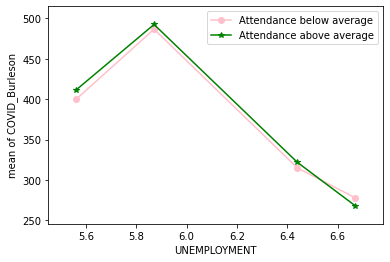 Attendance below average
Attendance above average
500
450
400
350
300
250
mean of COVID_Burleson
5.6 5.8 6.0 6.2 6.4 6.6
UNEMPLOYMENT